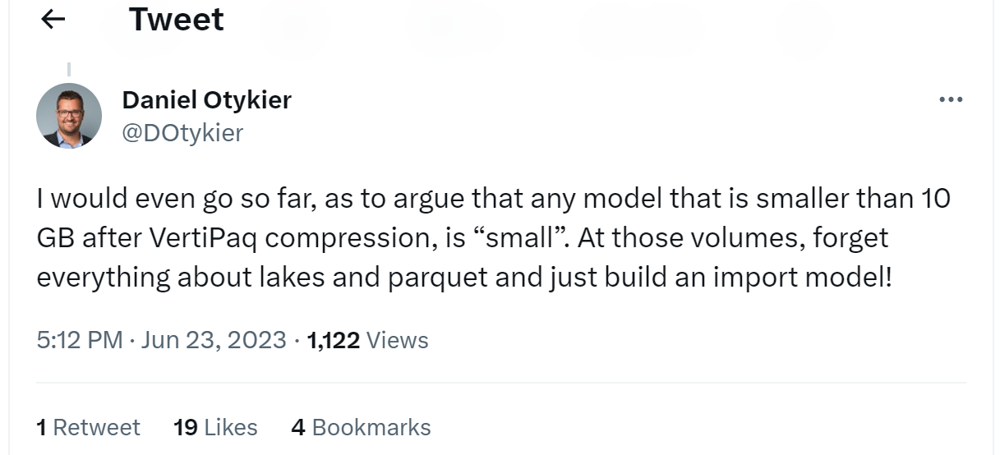 Tweet
Daniel Otykier
@DOtykier
I would even go so far, as to argue that any model that is smaller than 10
GB after VertiPaq compression, is “small”. At those volumes, forget
everything about lakes and parquet and just build an import model!
5:12 PM · Jun 23, 2023 · 1,122 Views
1 Retweet 19 Likes 4 Bookmarks